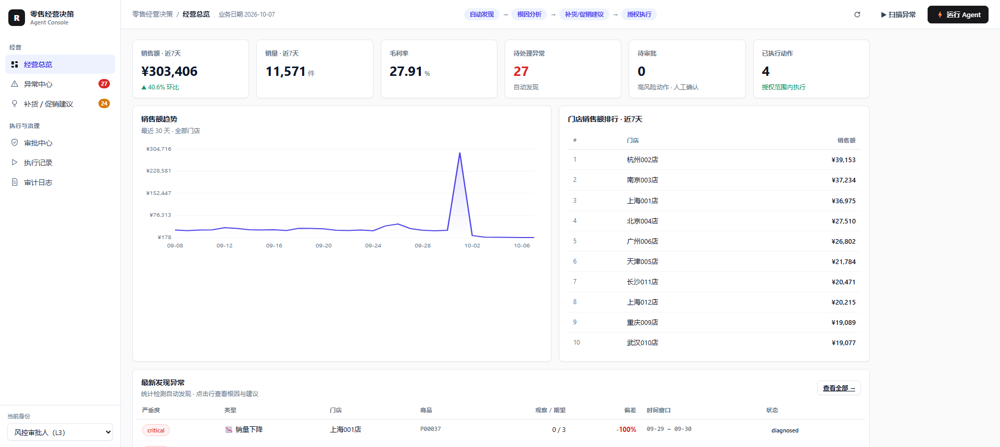 R
零售经营决策
Agent Console
经营
经营总览
异常中心 27
补货 / 促销建议 24
执行与治理
审批中心
执行记录
审计日志
当前身份
风控审批人（L3）
零售经营决策 / 经营总览 业务日期 2026-10-07
自动发现 → 根因分析 → 补货/促销建议 → 授权执行
扫描异常
运行 Agent
销售额 · 近7天
¥303,406
▲ 40.6% 环比
销量 · 近7天
11,571 件
毛利率
27.91 %
待处理异常
27
自动发现
待审批
0
高风险动作 · 人工确认
已执行动作
4
授权范围内执行
销售额趋势
最近 30 天 · 全部门店
¥304,716
¥228,581
¥152,447
¥76,313
¥178
09-08 09-12 09-16 09-20 09-24 09-28 10-02 10-06
门店销售额排行 · 近7天
# 门店 销售额
1 杭州002店 ¥39,153
2 南京003店 ¥37,234
3 上海001店 ¥36,975
4 北京004店 ¥27,510
5 广州006店 ¥26,802
6 天津005店 ¥21,784
7 长沙011店 ¥20,471
8 上海012店 ¥20,215
9 重庆009店 ¥19,089
10 武汉010店 ¥19,077
最新发现异常
统计检测自动发现 · 点击行查看根因与建议
查看全部 →
严重度 类型 门店 商品 观察 / 期望 偏差 时间窗口 状态
critical 销量下降 上海001店 P00037 0 / 3 -100% 09-29 ~ 09-30 diagnosed